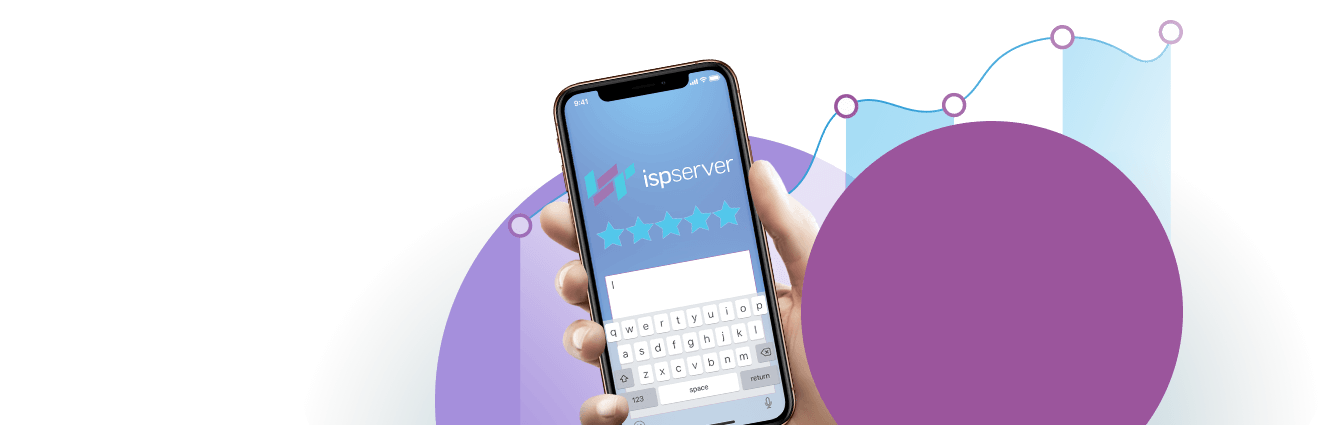 9:41
ispserver
q w e r t y u i o p
a s d f g h j k l
z x c v b n m
123 space return